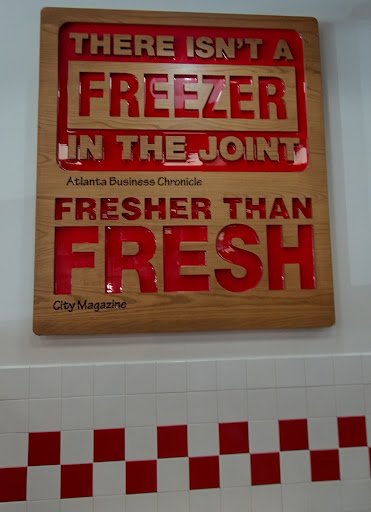 THERE ISN'T A
FREEZER
IN THE JOINT
Atlanta Business Chronicle
FRESHER THAN
FRESH
City Magazine